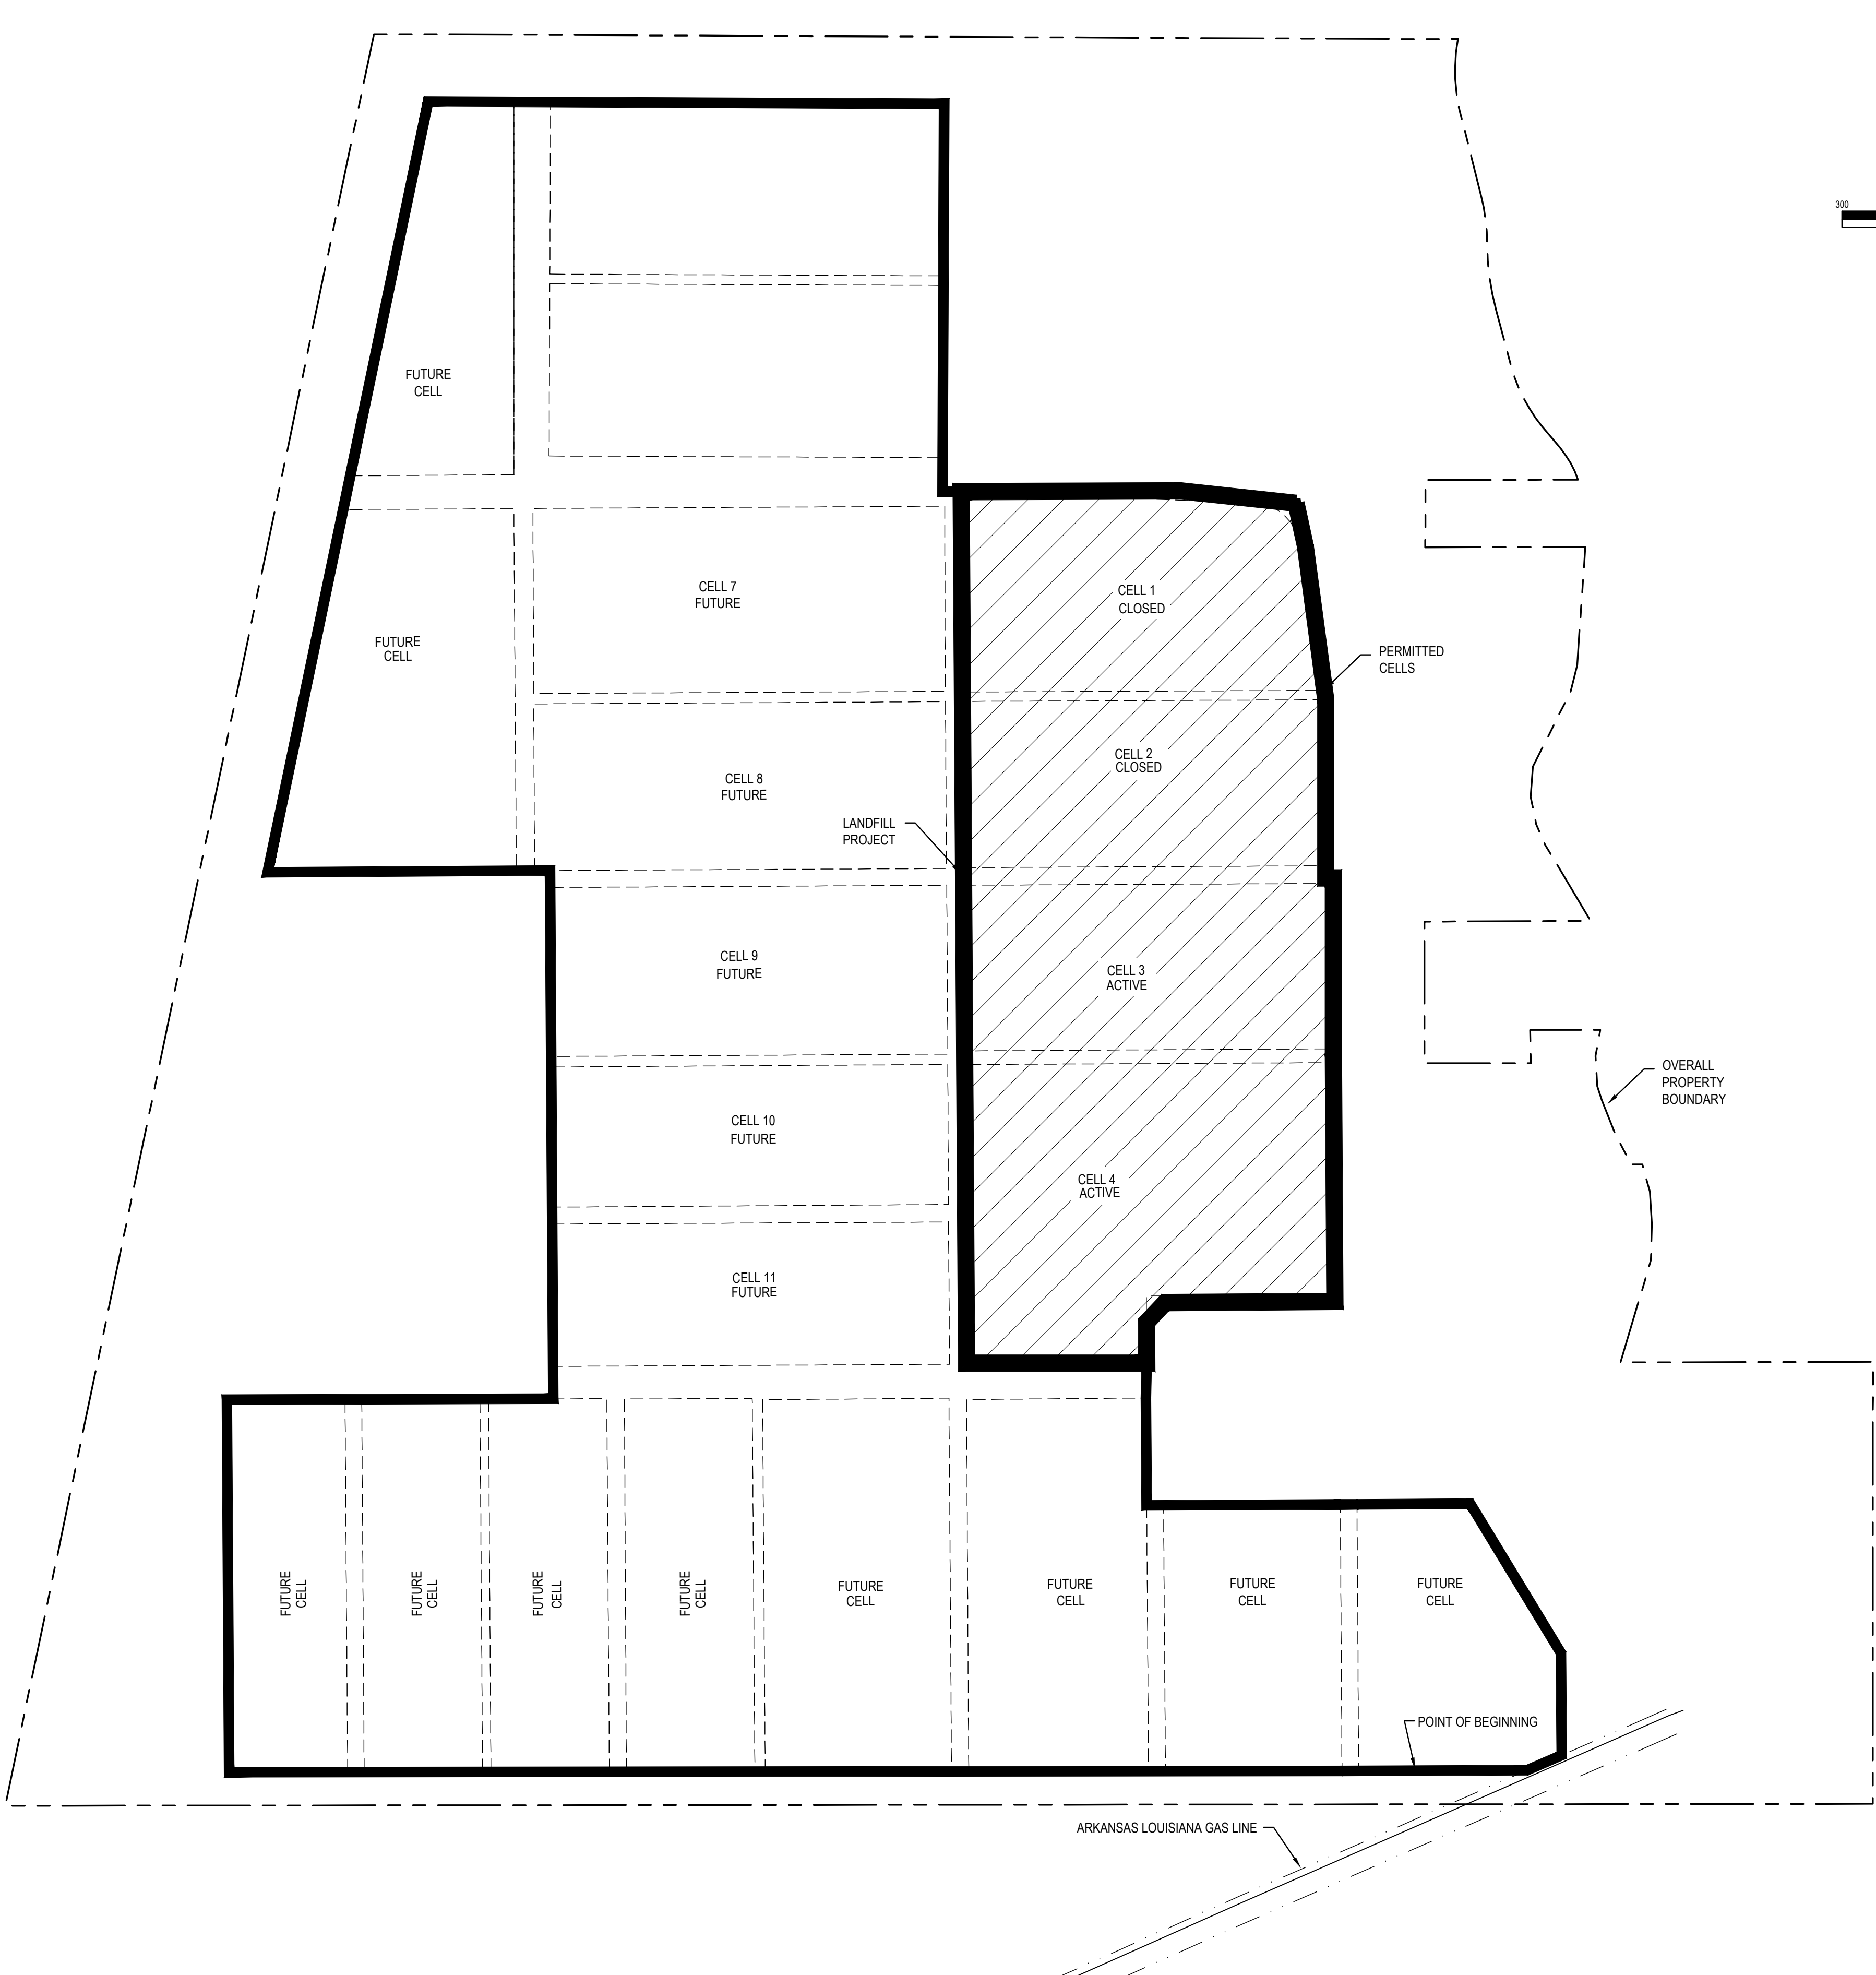 300
FUTURE
CELL
CELL 7
FUTURE
CELL 1
CLOSED
FUTURE
CELL
PERMITTED
CELLS
CELL 2
CLOSED
CELL 8
FUTURE
LANDFILL
PROJECT
CELL 9
FUTURE
CELL 3
ACTIVE
OVERALL
PROPERTY
BOUNDARY
CELL 10
FUTURE
CELL 4
ACTIVE
CELL 11
FUTURE
FUTURE
CELL
FUTURE
CELL
FUTURE
CELL
FUTURE
CELL
FUTURE
CELL
FUTURE
CELL
FUTURE
CELL
FUTURE
CELL
POINT OF BEGINNING
ARKANSAS LOUISIANA GAS LINE